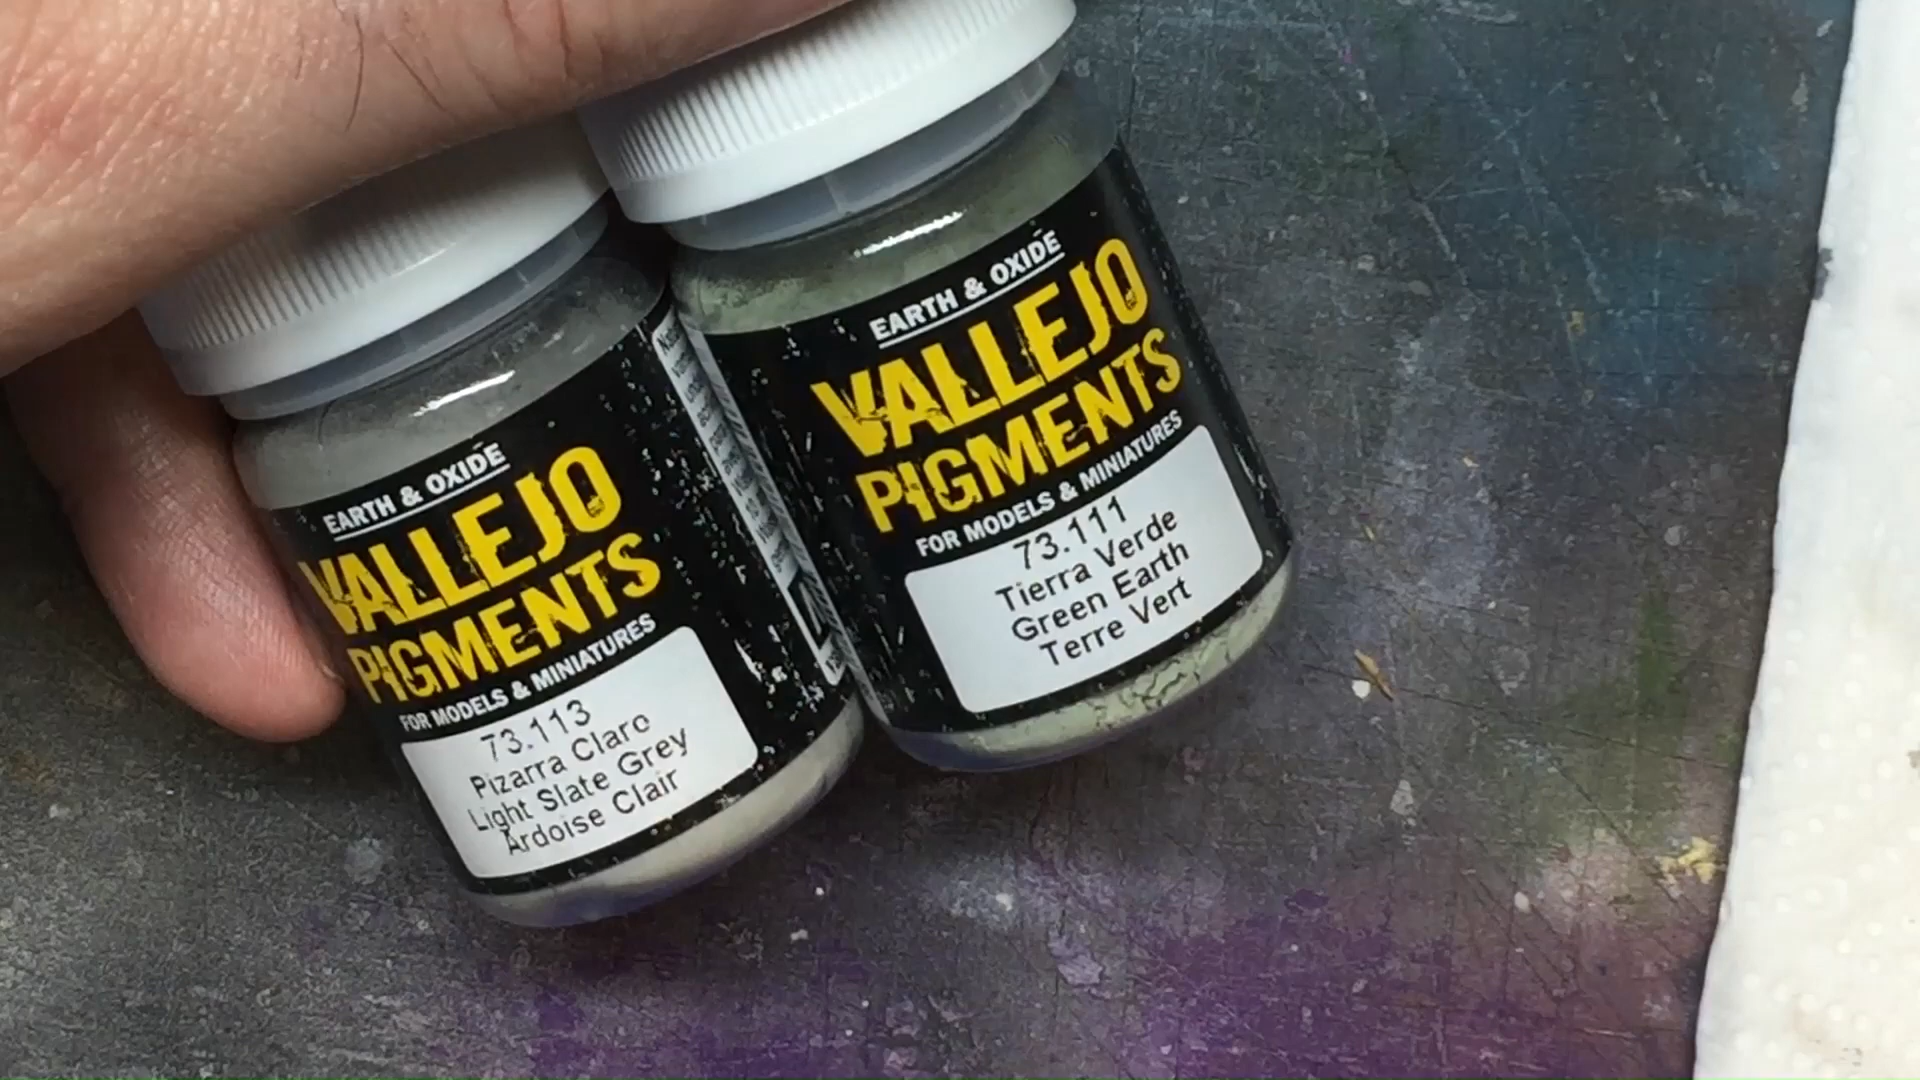 EARTH & OXIDE
VALLEJO
PIGMENTS
FOR MODELS & MINIATURES
73.113
Pizarra Claro
Light Slate Grey
Ardoise Clair
EARTH & OXIDE
VALLEJO
PIGMENTS
FOR MODELS & MINIATURES
73.111
Tierra Verde
Green Earth
Terre Vert